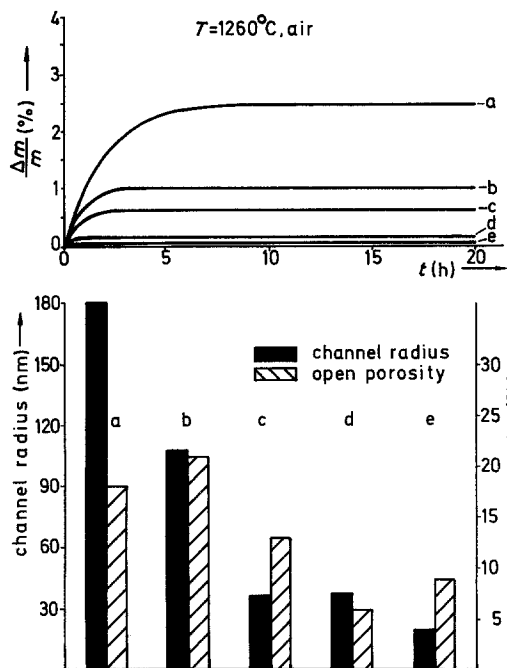 4
T=1260°C, air
3
2
1
0
Δm/m (%)
a
b
c
d
e
0
5
10
15
20
t (h)
180
150
120
90
60
30
channel radius (nm)
channel radius
open porosity
a
b
c
d
e
30
25
20
15
10
5